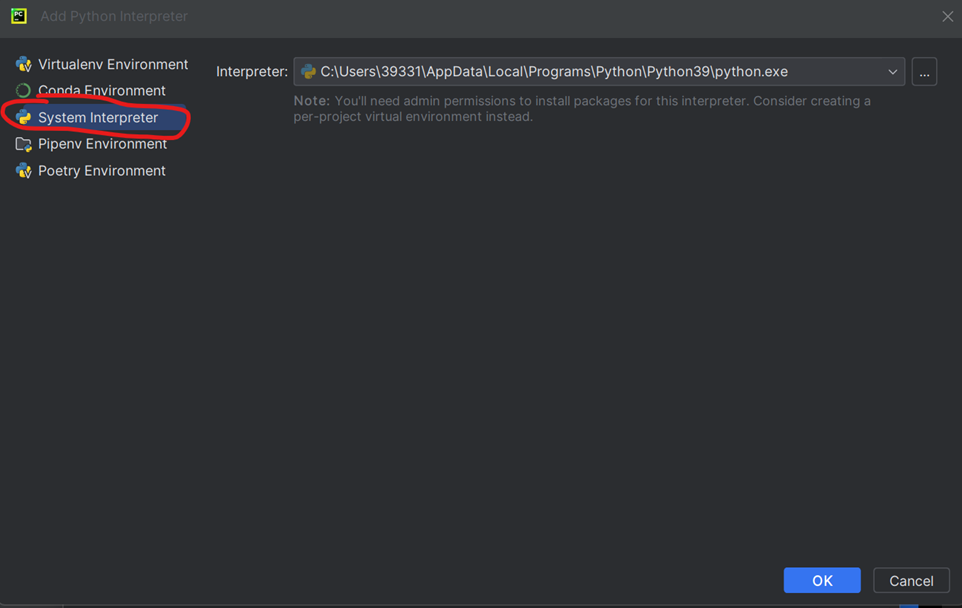 PC
Add Python Interpreter
Virtualenv Environment
Conda Environment
System Interpreter
Pipenv Environment
Poetry Environment
Interpreter:
C:\Users\39331\AppData\Local\Programs\Python\Python39\python.exe
...
Note: You'll need admin permissions to install packages for this interpreter. Consider creating a
per-project virtual environment instead.
OK
Cancel